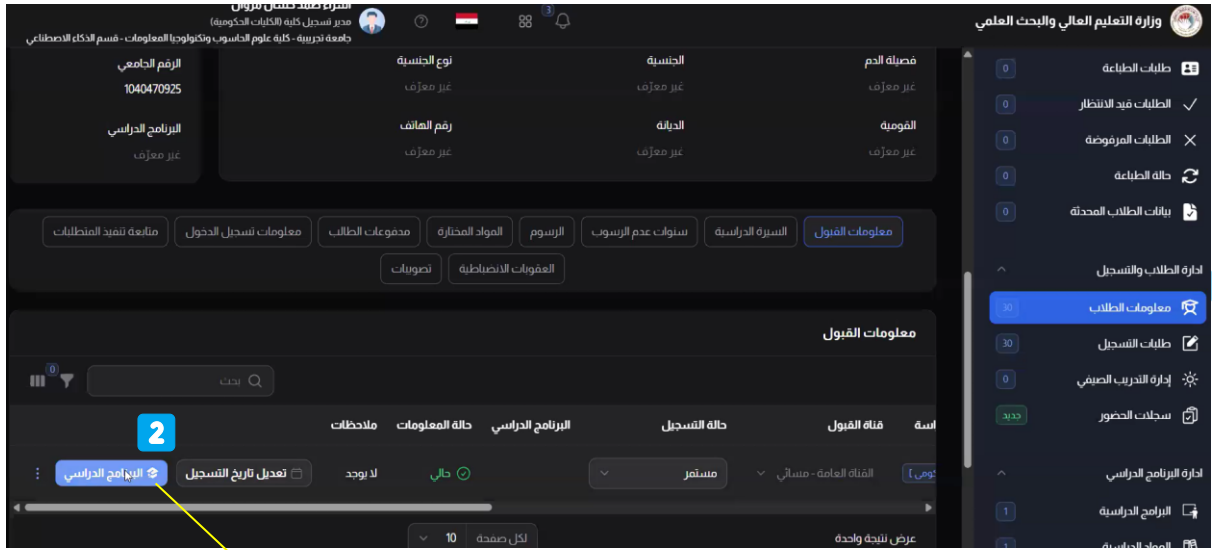 وزارة التعليم العالي والبحث العلمي
3
مدير تسجيل كلية (الكليات الحكومية)
جامعة تجريبية - كلية علوم الحاسوب وتكنولوجيا المعلومات - قسم الذكاء الاصطناعي
طلبات الطباعة 0
الطلبات قيد الانتظار 0
الطلبات المرفوضة 0
حالة الطباعة 0
بيانات الطلاب المحدثة 0
ادارة الطلاب والتسجيل
معلومات الطلاب 30
طلبات التسجيل 30
إدارة التدريب الصيفي 0
سجلات الحضور جديد
ادارة البرنامج الدراسي
البرامج الدراسية 1
المواد الدراسية 1
فصيلة الدم الجنسية نوع الجنسية
غير معرّف غير معرّف غير معرّف
القومية الديانة رقم الهاتف
غير معرّف غير معرّف غير معرّف
الرقم الجامعي
1040470925
البرنامج الدراسي
غير معرّف
معلومات القبول السيرة الدراسية سنوات عدم الرسوب الرسوم المواد المختارة مدفوعات الطالب معلومات تسجيل الدخول متابعة تنفيذ المتطلبات
العقوبات الانضباطية تصويبات
معلومات القبول
بحث 0
2
اسة قناة القبول حالة التسجيل البرنامج الدراسي حالة المعلومات ملاحظات
كومي ] القناة العامة - مسائي مستمر حالي لا يوجد تعديل تاريخ التسجيل البرنامج الدراسي
عرض نتيجة واحدة لكل صفحة 10